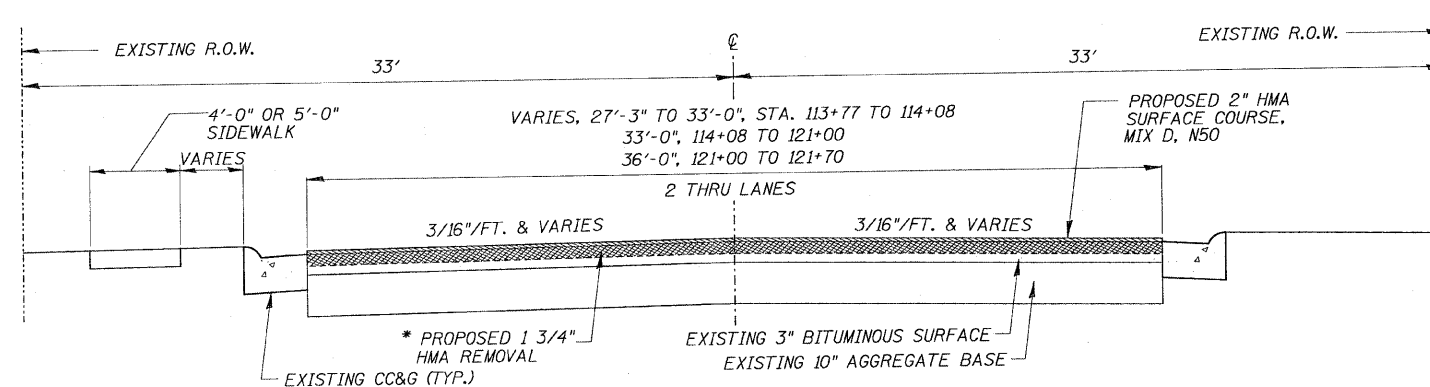 EXISTING R.O.W.
℄
EXISTING R.O.W.
33'
33'
4'-0" OR 5'-0"
SIDEWALK
VARIES
VARIES, 27'-3" TO 33'-0", STA. 113+77 TO 114+08
33'-0", 114+08 TO 121+00
36'-0", 121+00 TO 121+70
2 THRU LANES
PROPOSED 2" HMA
SURFACE COURSE,
MIX D, N50
3/16"/FT. & VARIES
3/16"/FT. & VARIES
* PROPOSED 1 3/4"
HMA REMOVAL
EXISTING 3" BITUMINOUS SURFACE
EXISTING 10" AGGREGATE BASE
EXISTING CC&G (TYP.)